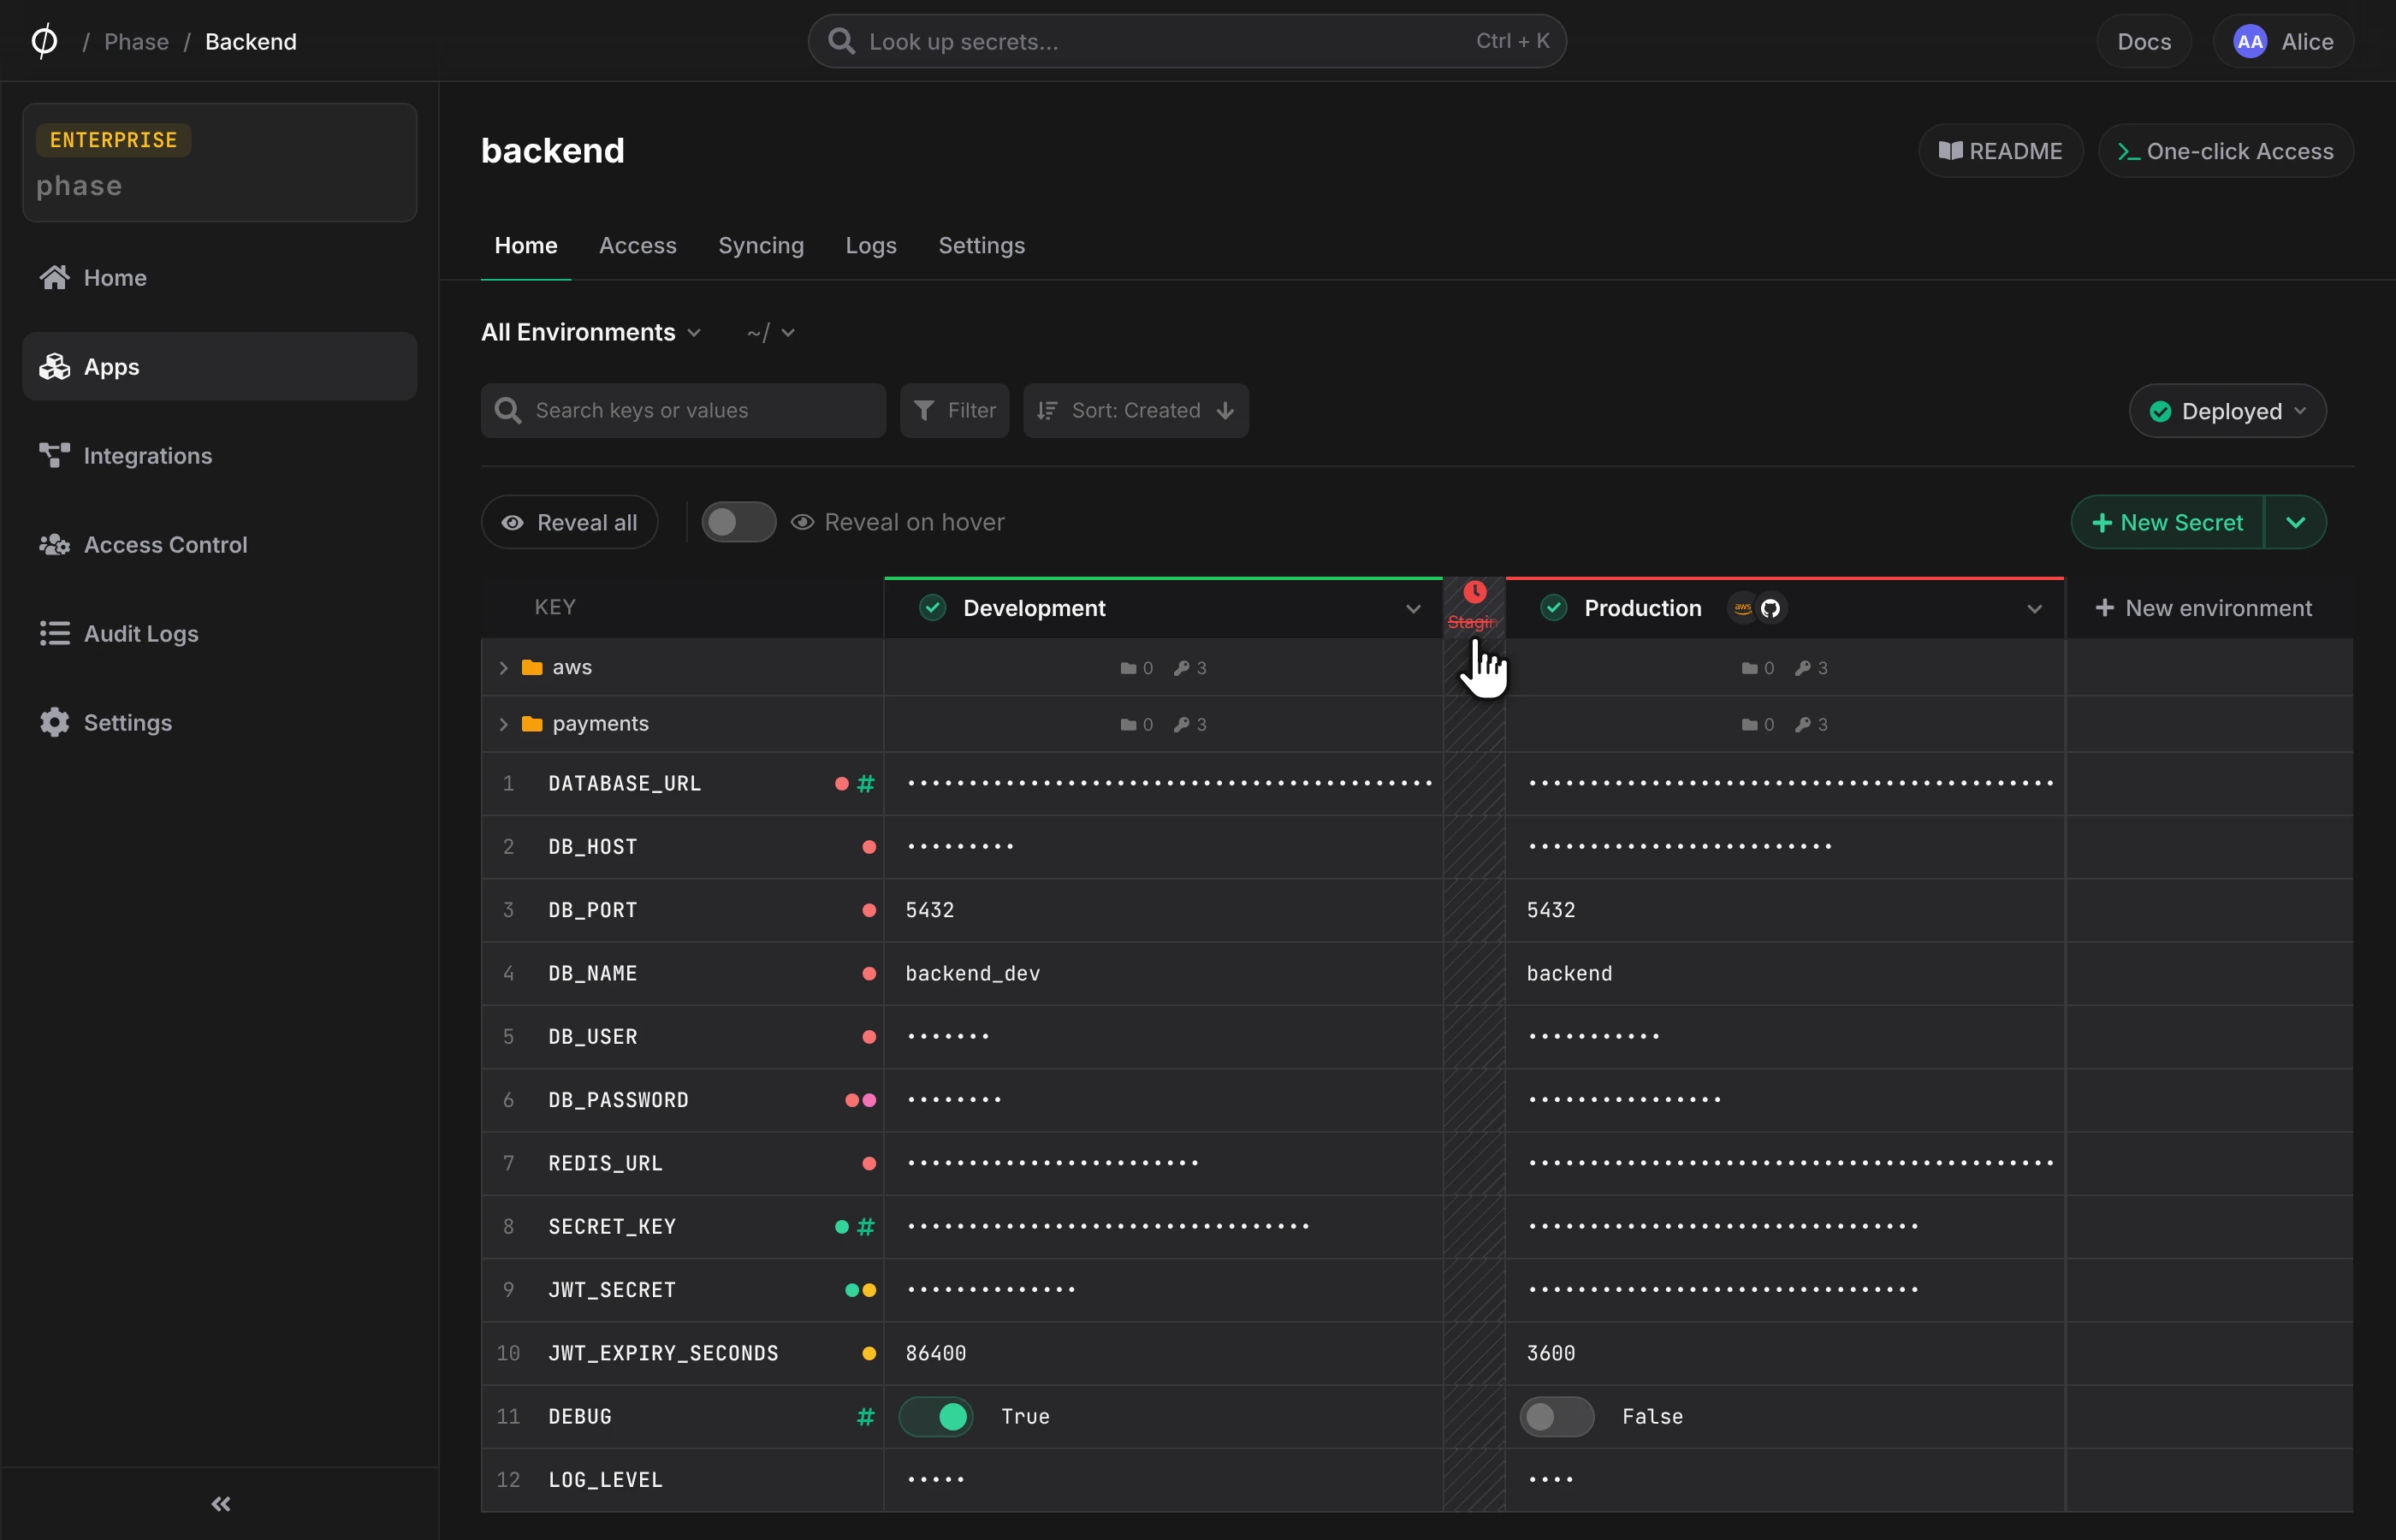 / Phase / Backend
Look up secrets...
Ctrl + K
Docs
AA Alice
ENTERPRISE
phase
Home
Apps
Integrations
Access Control
Audit Logs
Settings
backend
README
>_ One-click Access
Home Access Syncing Logs Settings
All Environments ~/
Search keys or values
Filter
Sort: Created
Deployed
Reveal all
Reveal on hover
+ New Secret
KEY
Development
Stagin
Production aws
+ New environment
aws 0 3 0 3
payments 0 3 0 3
1 DATABASE_URL # ••••••••••••••••••••••••••••••••••••••••••• •••••••••••••••••••••••••••••••••••••••••••
2 DB_HOST ••••••••• •••••••••••••••••••••••••
3 DB_PORT 5432 5432
4 DB_NAME backend_dev backend
5 DB_USER ••••••• •••••••••••
6 DB_PASSWORD •••••••• ••••••••••••••••
7 REDIS_URL •••••••••••••••••••••••• •••••••••••••••••••••••••••••••••••••••••••
8 SECRET_KEY # ••••••••••••••••••••••••••••••••• ••••••••••••••••••••••••••••••••
9 JWT_SECRET •••••••••••••• ••••••••••••••••••••••••••••••••
10 JWT_EXPIRY_SECONDS 86400 3600
11 DEBUG # True False
12 LOG_LEVEL ••••• ••••